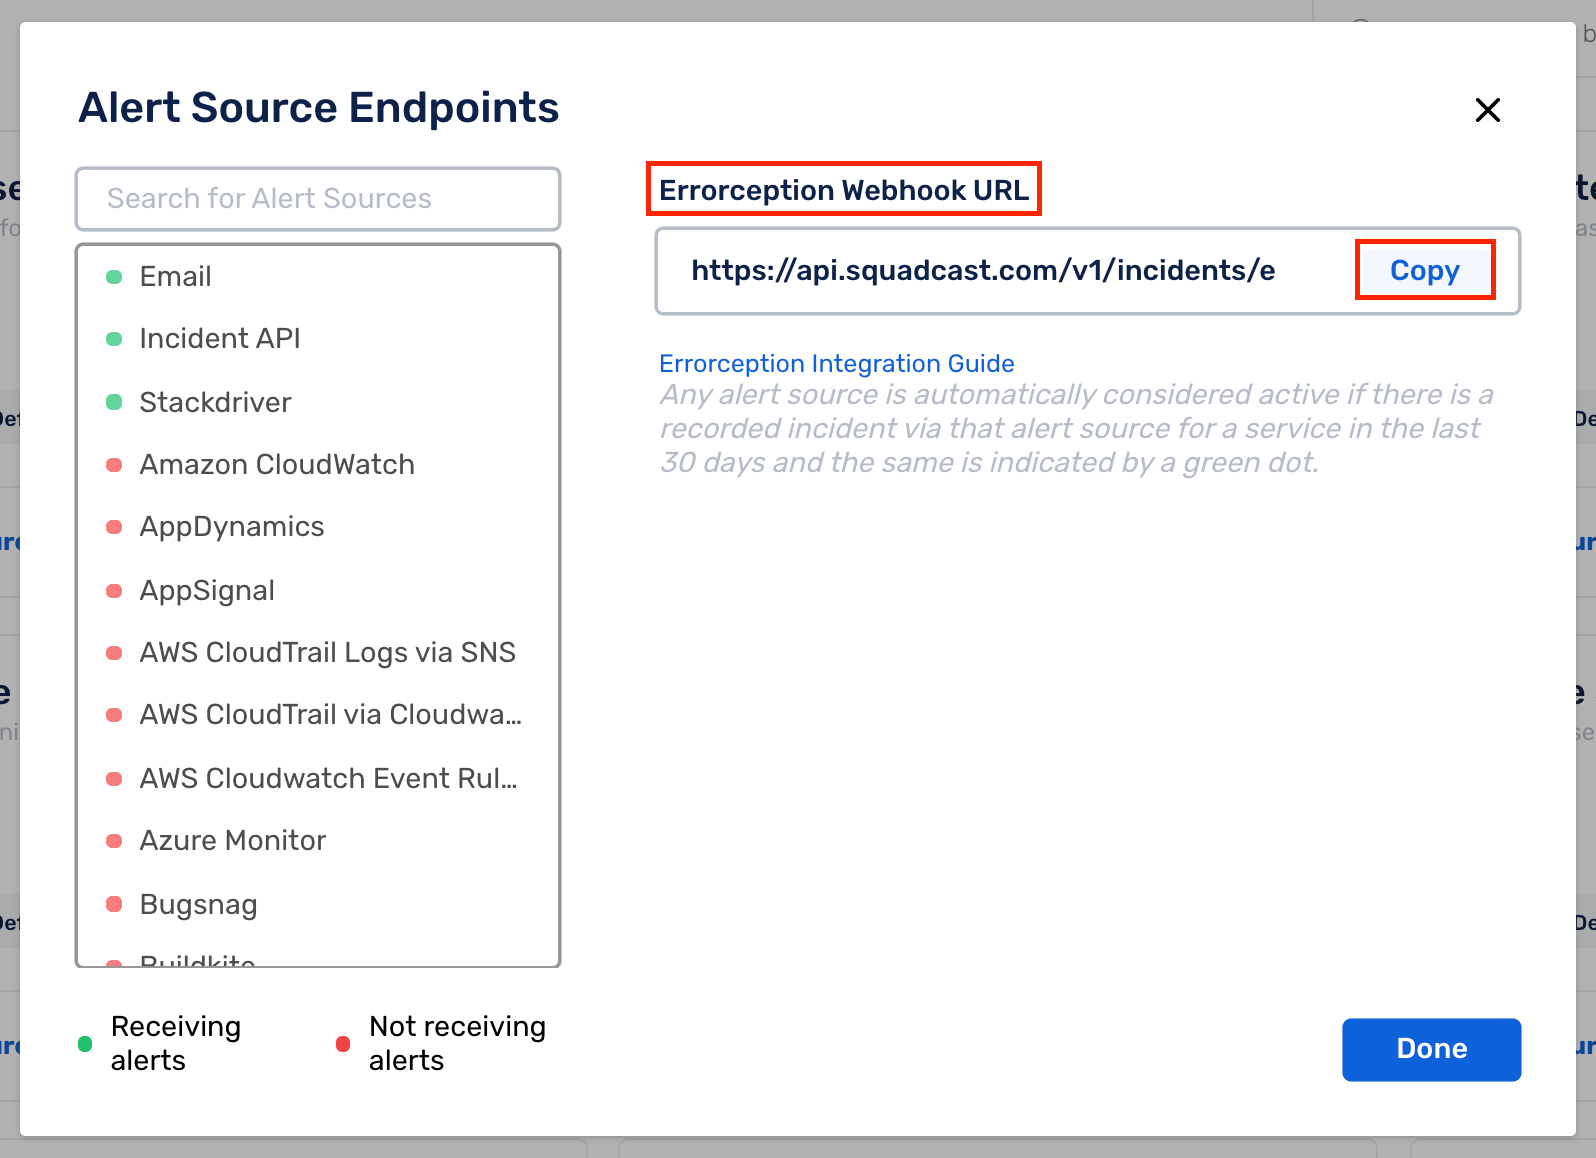 Alert Source Endpoints
Search for Alert Sources
Email
Incident API
Stackdriver
Amazon CloudWatch
AppDynamics
AppSignal
AWS CloudTrail Logs via SNS
AWS CloudTrail via Cloudwa...
AWS Cloudwatch Event Rul...
Azure Monitor
Bugsnag
Buildkite
Receiving
alerts
Not receiving
alerts
Errorception Webhook URL
https://api.squadcast.com/v1/incidents/e
Copy
Errorception Integration Guide
Any alert source is automatically considered active if there is a
recorded incident via that alert source for a service in the last
30 days and the same is indicated by a green dot.
Done